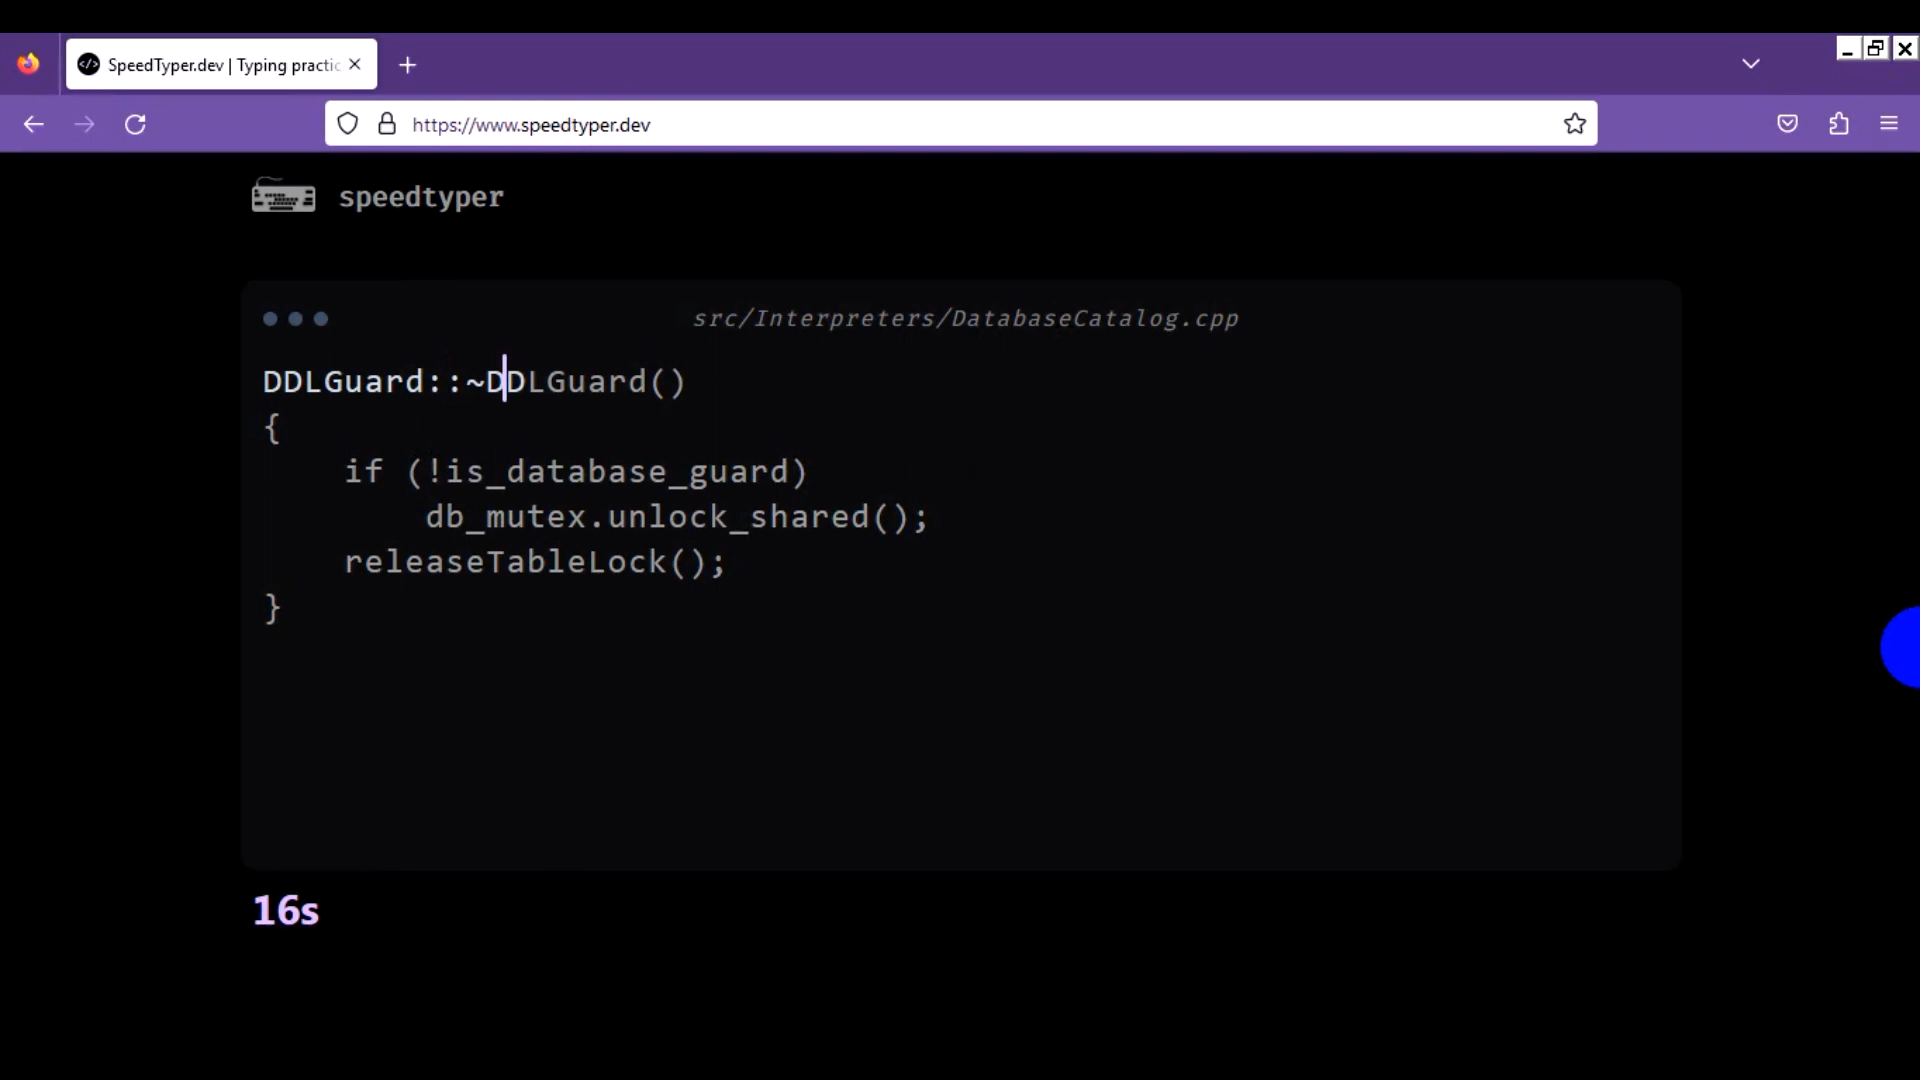 SpeedTyper.dev | Typing practic
https://www.speedtyper.dev
speedtyper
src/Interpreters/DatabaseCatalog.cpp
DDLGuard::~DDLGuard()
{
    if (!is_database_guard)
        db_mutex.unlock_shared();
    releaseTableLock();
}
16s